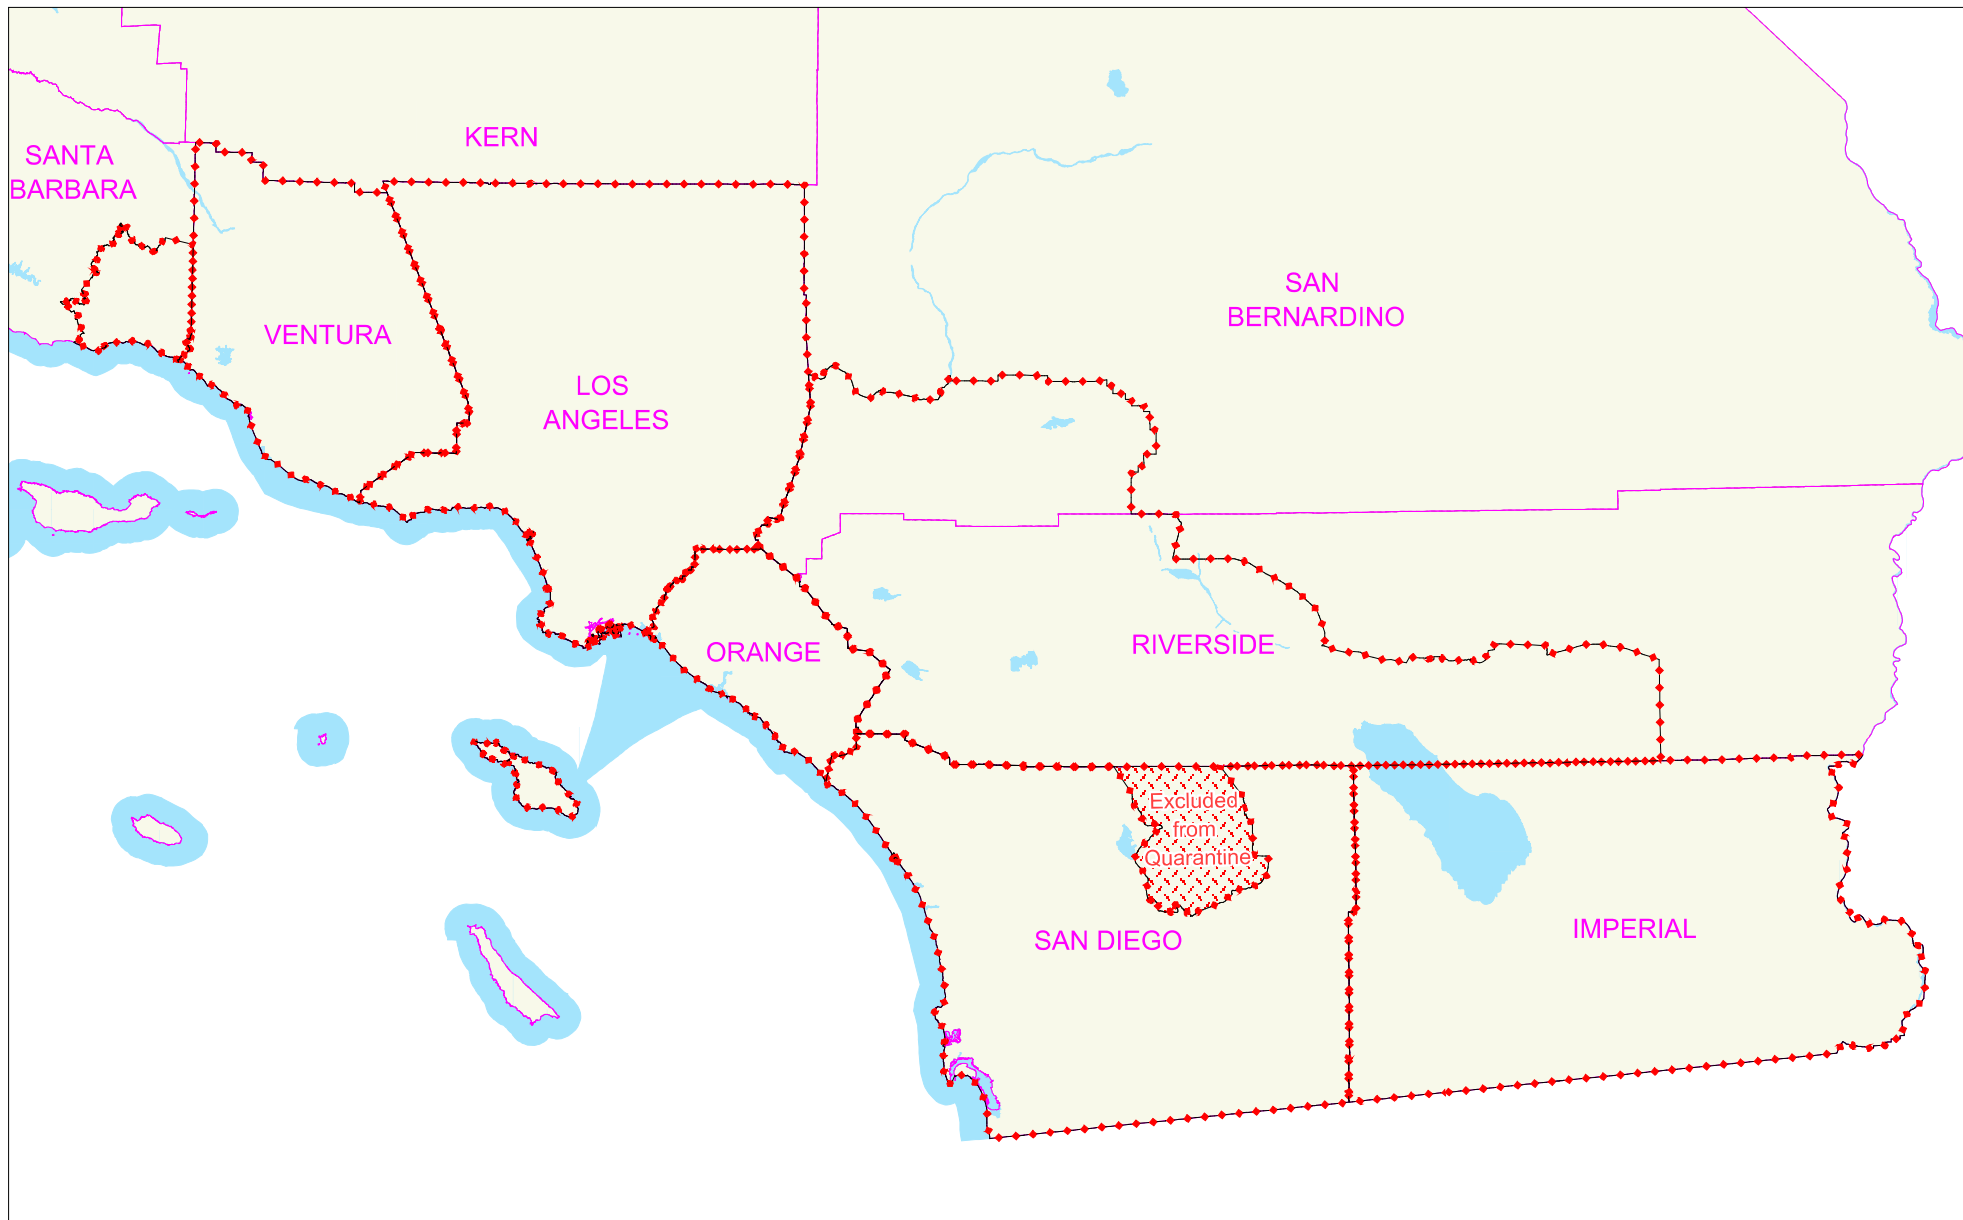 KERN
SANTA
BARBARA
SAN
BERNARDINO
VENTURA
LOS
ANGELES
ORANGE
RIVERSIDE
Excluded
from
Quarantine
SAN DIEGO
IMPERIAL